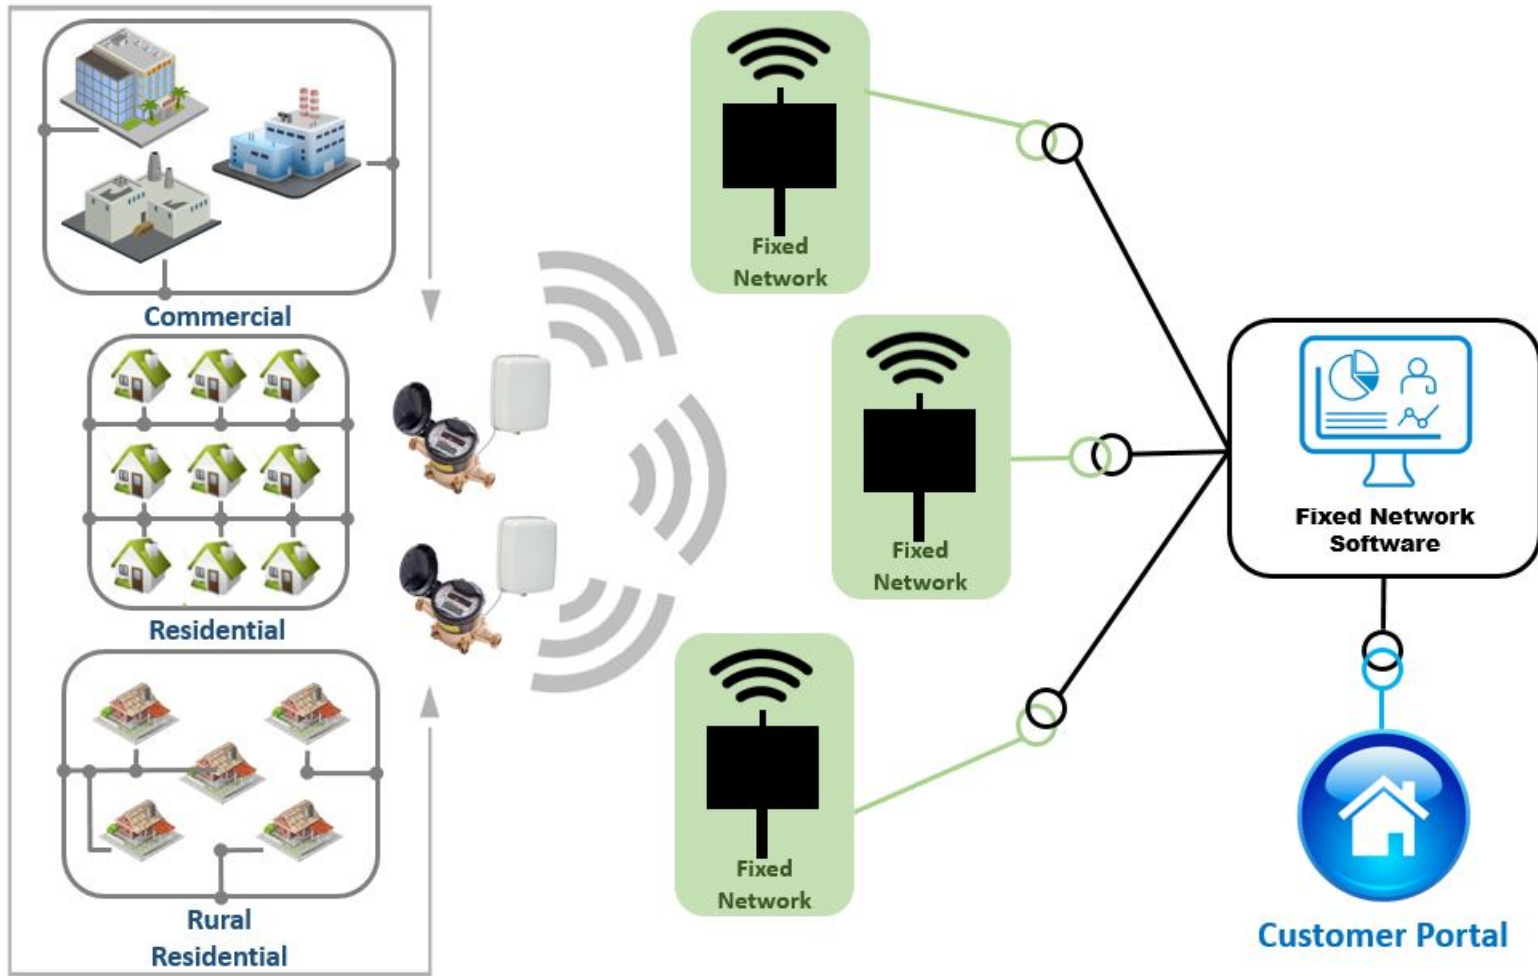 Commercial
Residential
Rural
Residential
Fixed
Network
Fixed
Network
Fixed
Network
Fixed Network
Software
Customer Portal